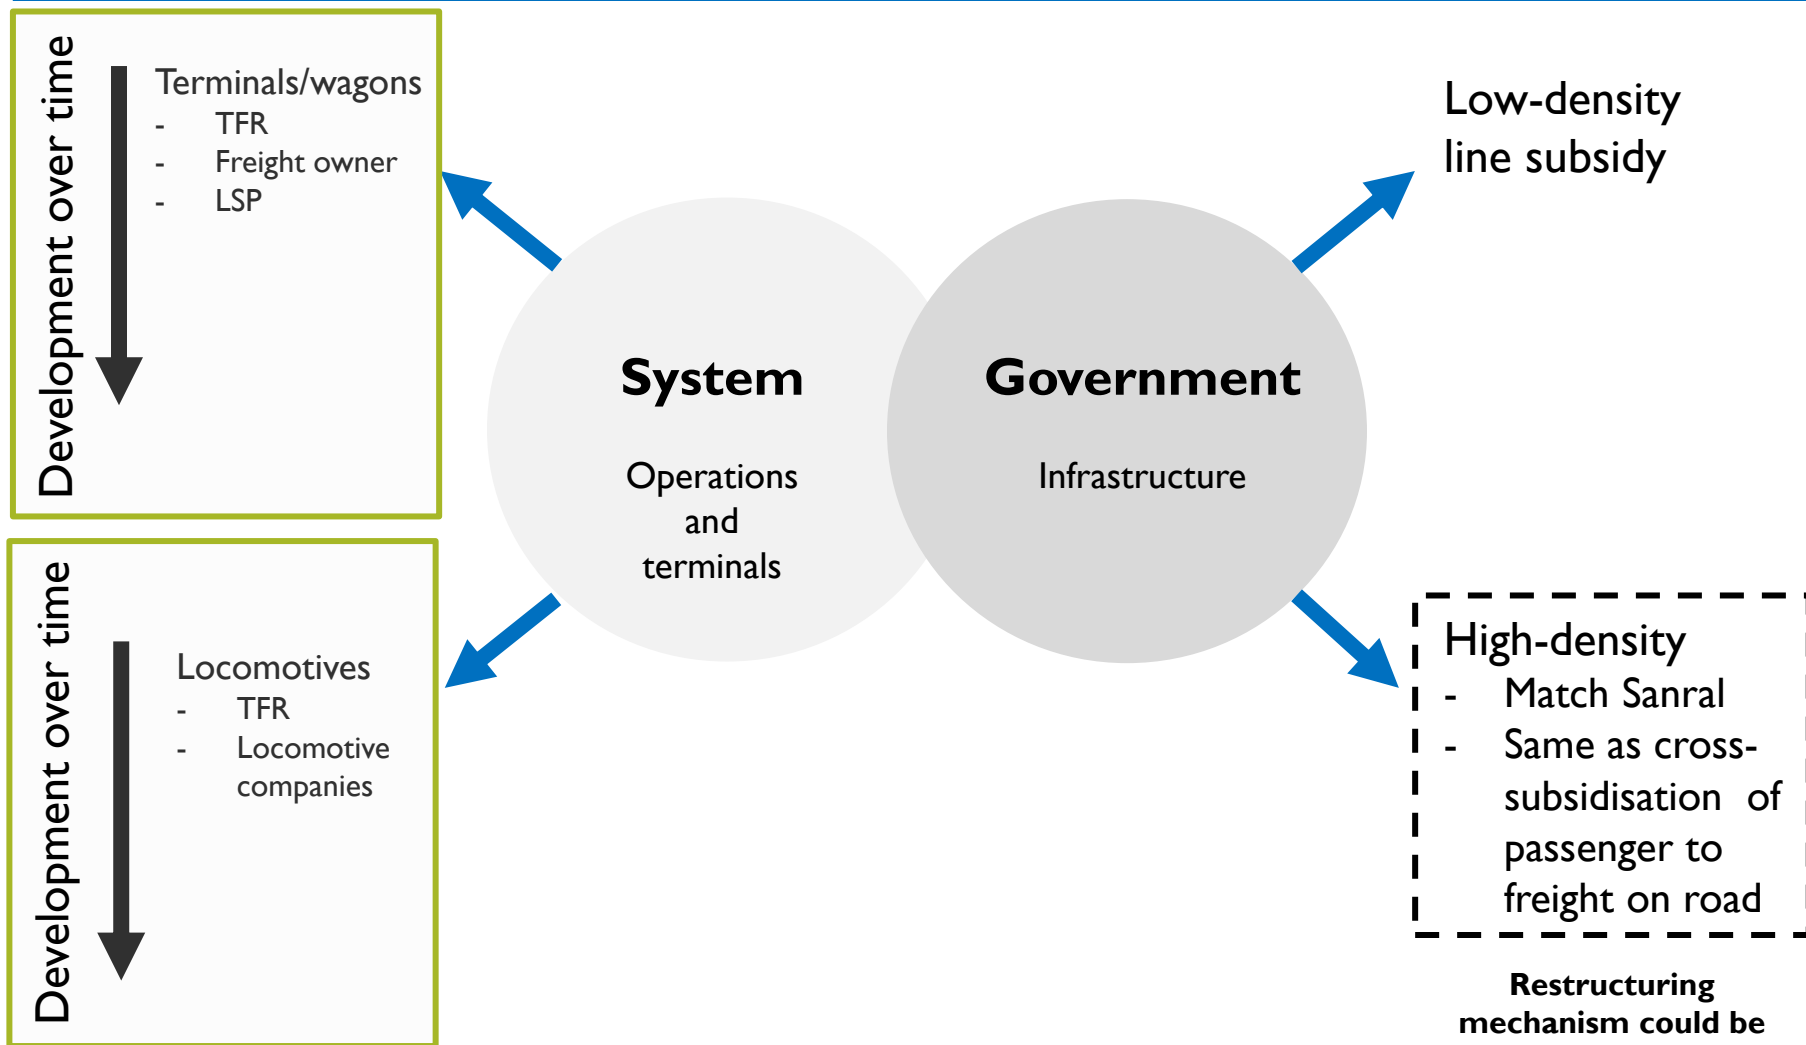 Development over time
Terminals/wagons
- TFR
- Freight owner
- LSP
Development over time
Locomotives
- TFR
- Locomotive
companies
System
Operations
and
terminals
Government
Infrastructure
Low-density
line subsidy
High-density
- Match Sanral
- Same as cross-
subsidisation of
passenger to
freight on road
Restructuring
mechanism could be